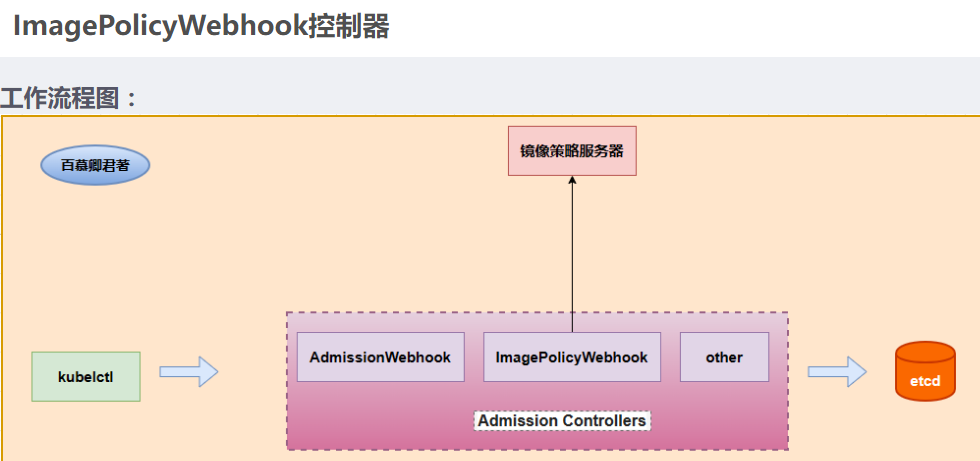 ImagePolicyWebhook控制器
工作流程图：
百慕卿君著
镜像策略服务器
AdmissionWebhook
ImagePolicyWebhook
other
kubelctl
etcd
Admission Controllers